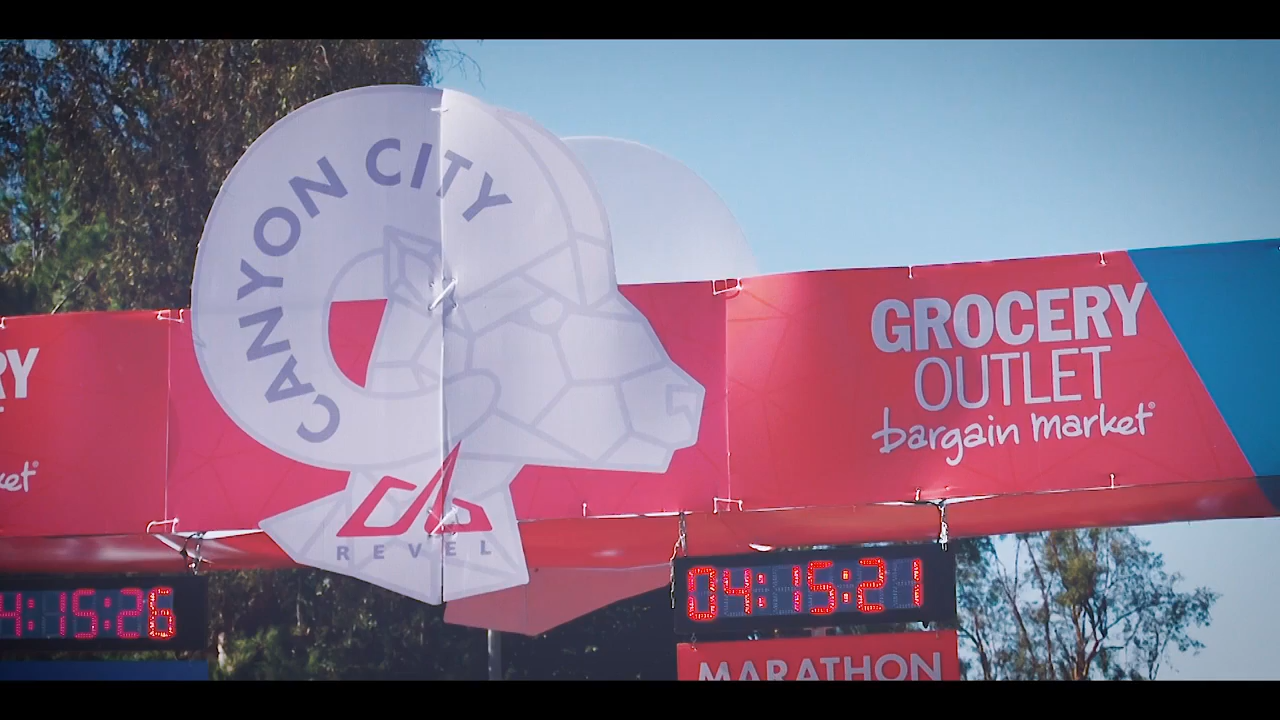 CANYON CITY
REVEL
GROCERY
OUTLET
bargain market®
RY
ket®
4:15:26
04:15:21
MARATHON